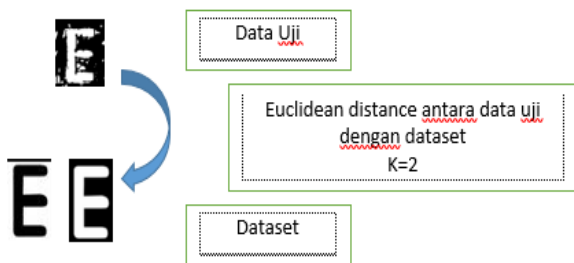 E
Data Uji
Euclidean distance antara data uji
dengan dataset
K=2
E E
Dataset